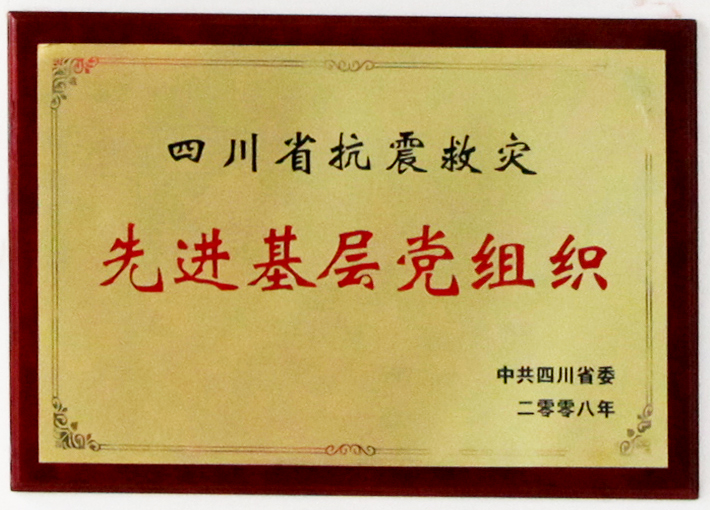 四川省抗震救灾
先进基层党组织
中共四川省委
二零零八年